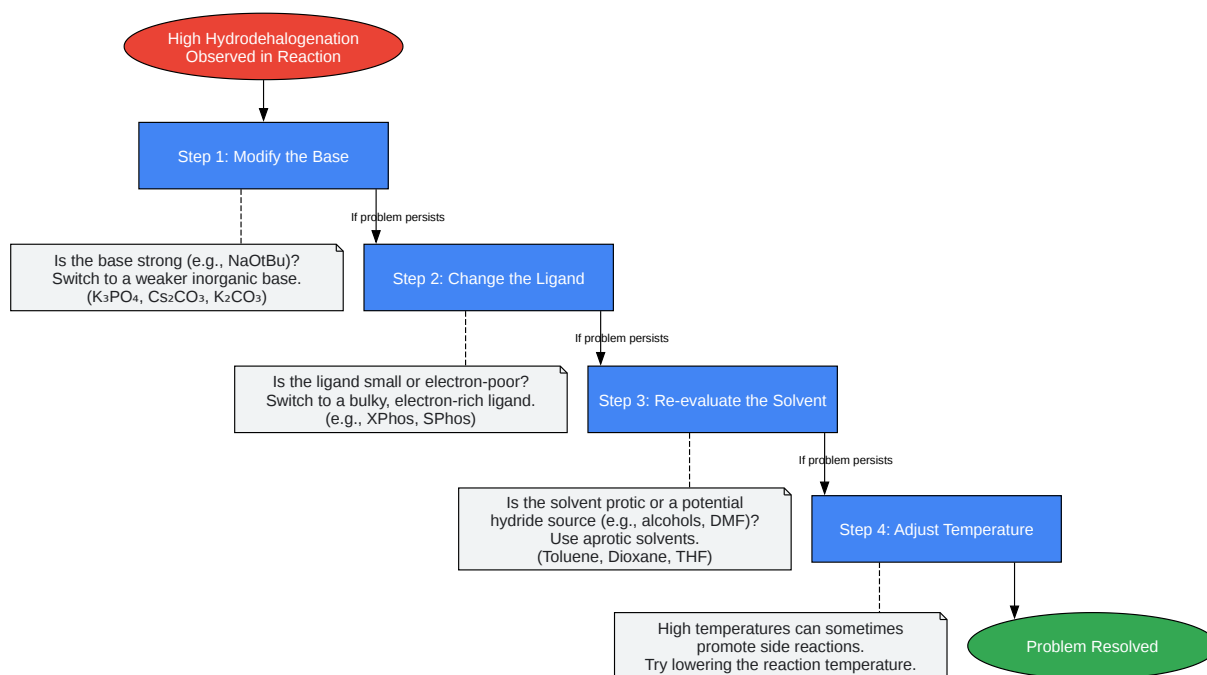 High Hydrodehalogenation
Observed in Reaction
Step 1: Modify the Base
If problem persists
Is the base strong (e.g., NaOtBu)?
Switch to a weaker inorganic base.
(K₃PO₄, Cs₂CO₃, K₂CO₃)
Step 2: Change the Ligand
If problem persists
Is the ligand small or electron-poor?
Switch to a bulky, electron-rich ligand.
(e.g., XPhos, SPhos)
Step 3: Re-evaluate the Solvent
If problem persists
Is the solvent protic or a potential
hydride source (e.g., alcohols, DMF)?
Use aprotic solvents.
(Toluene, Dioxane, THF)
Step 4: Adjust Temperature
High temperatures can sometimes
promote side reactions.
Try lowering the reaction temperature.
Problem Resolved